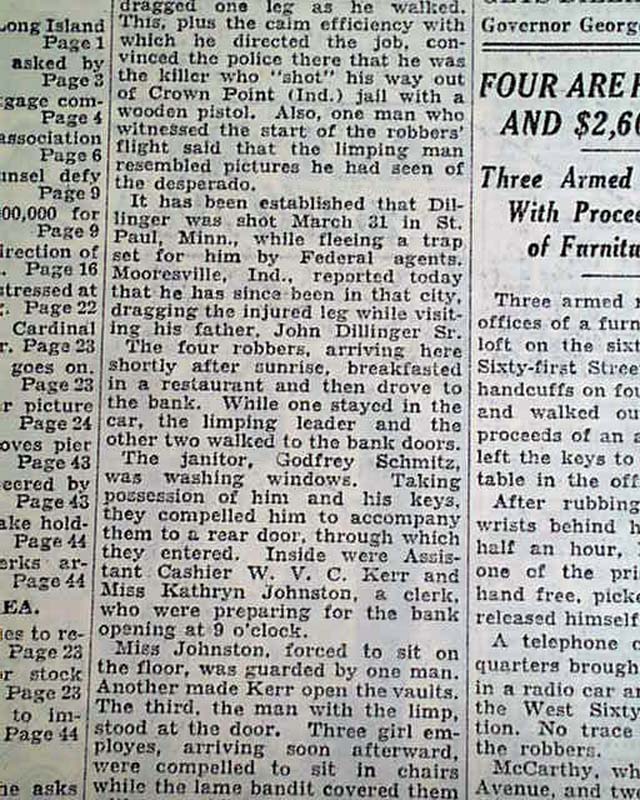 Long Island
Page 1
asked by
Page 3
gage com-
Page 4
association
Page 6
unsel defy
Page 9
00,000 for
Page 9
irection of
Page 16
stressed at
Page 22
Cardinal
r. Page 23
goes on.
Page 23
r picture
Page 24
oves pier
Page 43
eered by
Page 43
ake hold-
Page 44
erks ar-
Page 44
EA.
ies to re-
Page 23
r stock
Page 23
to im-
Page 44
he asks
dragged one leg as he walked.
This, plus the calm efficiency with
which he directed the job, con-
vinced the police there that he was
the killer who "shot" his way out
of Crown Point (Ind.) jail with a
wooden pistol. Also, one man who
witnessed the start of the robbers'
flight said that the limping man
resembled pictures he had seen of
the desperado.
It has been established that Dil-
linger was shot March 31 in St.
Paul, Minn., while fleeing a trap
set for him by Federal agents.
Mooresville, Ind., reported today
that he has since been in that city,
dragging the injured leg while visit-
ing his father, John Dillinger Sr.
The four robbers, arriving here
shortly after sunrise, breakfasted
in a restaurant and then drove to
the bank. While one stayed in the
car, the limping leader and the
other two walked to the bank doors.
The janitor, Godfrey Schmitz,
was washing windows. Taking
possession of him and his keys,
they compelled him to accompany
them to a rear door, through which
they entered. Inside were Assis-
tant Cashier W. V. C. Kerr and
Miss Kathryn Johnston, a clerk,
who were preparing for the bank
opening at 9 o'clock.
Miss Johnston, forced to sit on
the floor, was guarded by one man.
Another made Kerr open the vaults.
The third, the man with the limp,
stood at the door. Three girl em-
ployes, arriving soon afterward,
were compelled to sit in chairs
while the lame bandit covered them
Governor George
FOUR ARE
AND $2,60
Three Armed
With Procee
of Furnitu
Three armed
offices of a furn
loft on the sixt
Sixty-first Stree
handcuffs on fo
and walked ou
proceeds of an a
left the keys to
table in the off
After rubbing
wrists behind h
half an hour,
one of the pri
hand free, picke
released himself
A telephone c
quarters brough
in a radio car a
the West Sixty
tion. No trace
the robbers.
McCarthy, wh
Avenue, and tw